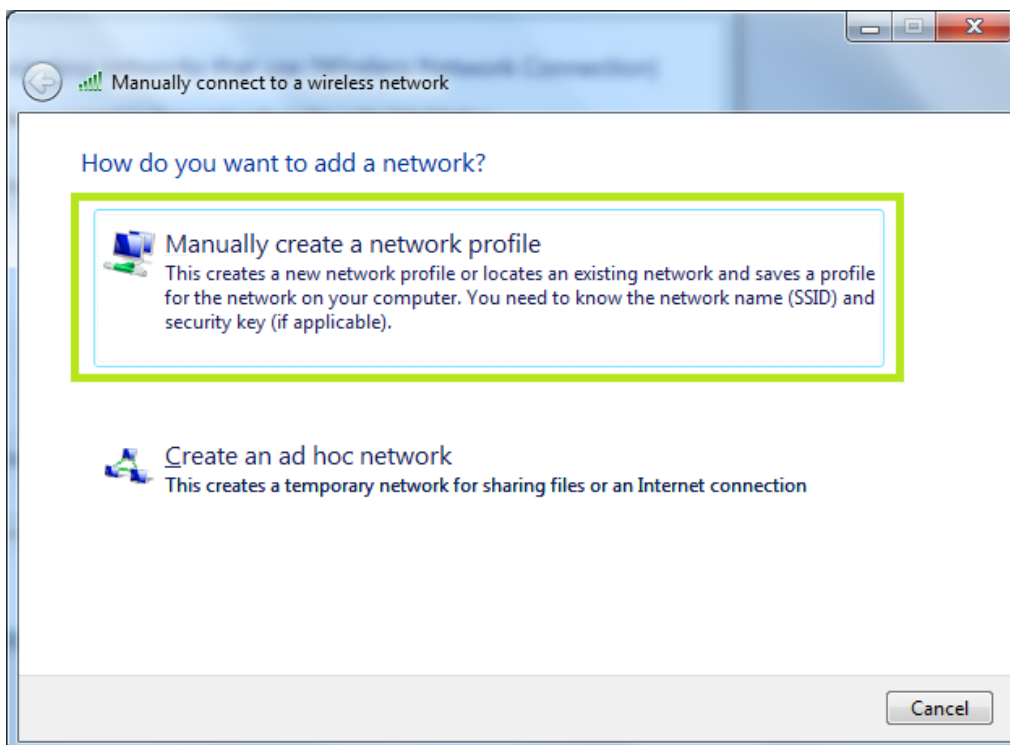 Manually connect to a wireless network
How do you want to add a network?
Manually create a network profile
This creates a new network profile or locates an existing network and saves a profile
for the network on your computer. You need to know the network name (SSID) and
security key (if applicable).
Create an ad hoc network
This creates a temporary network for sharing files or an Internet connection
Cancel